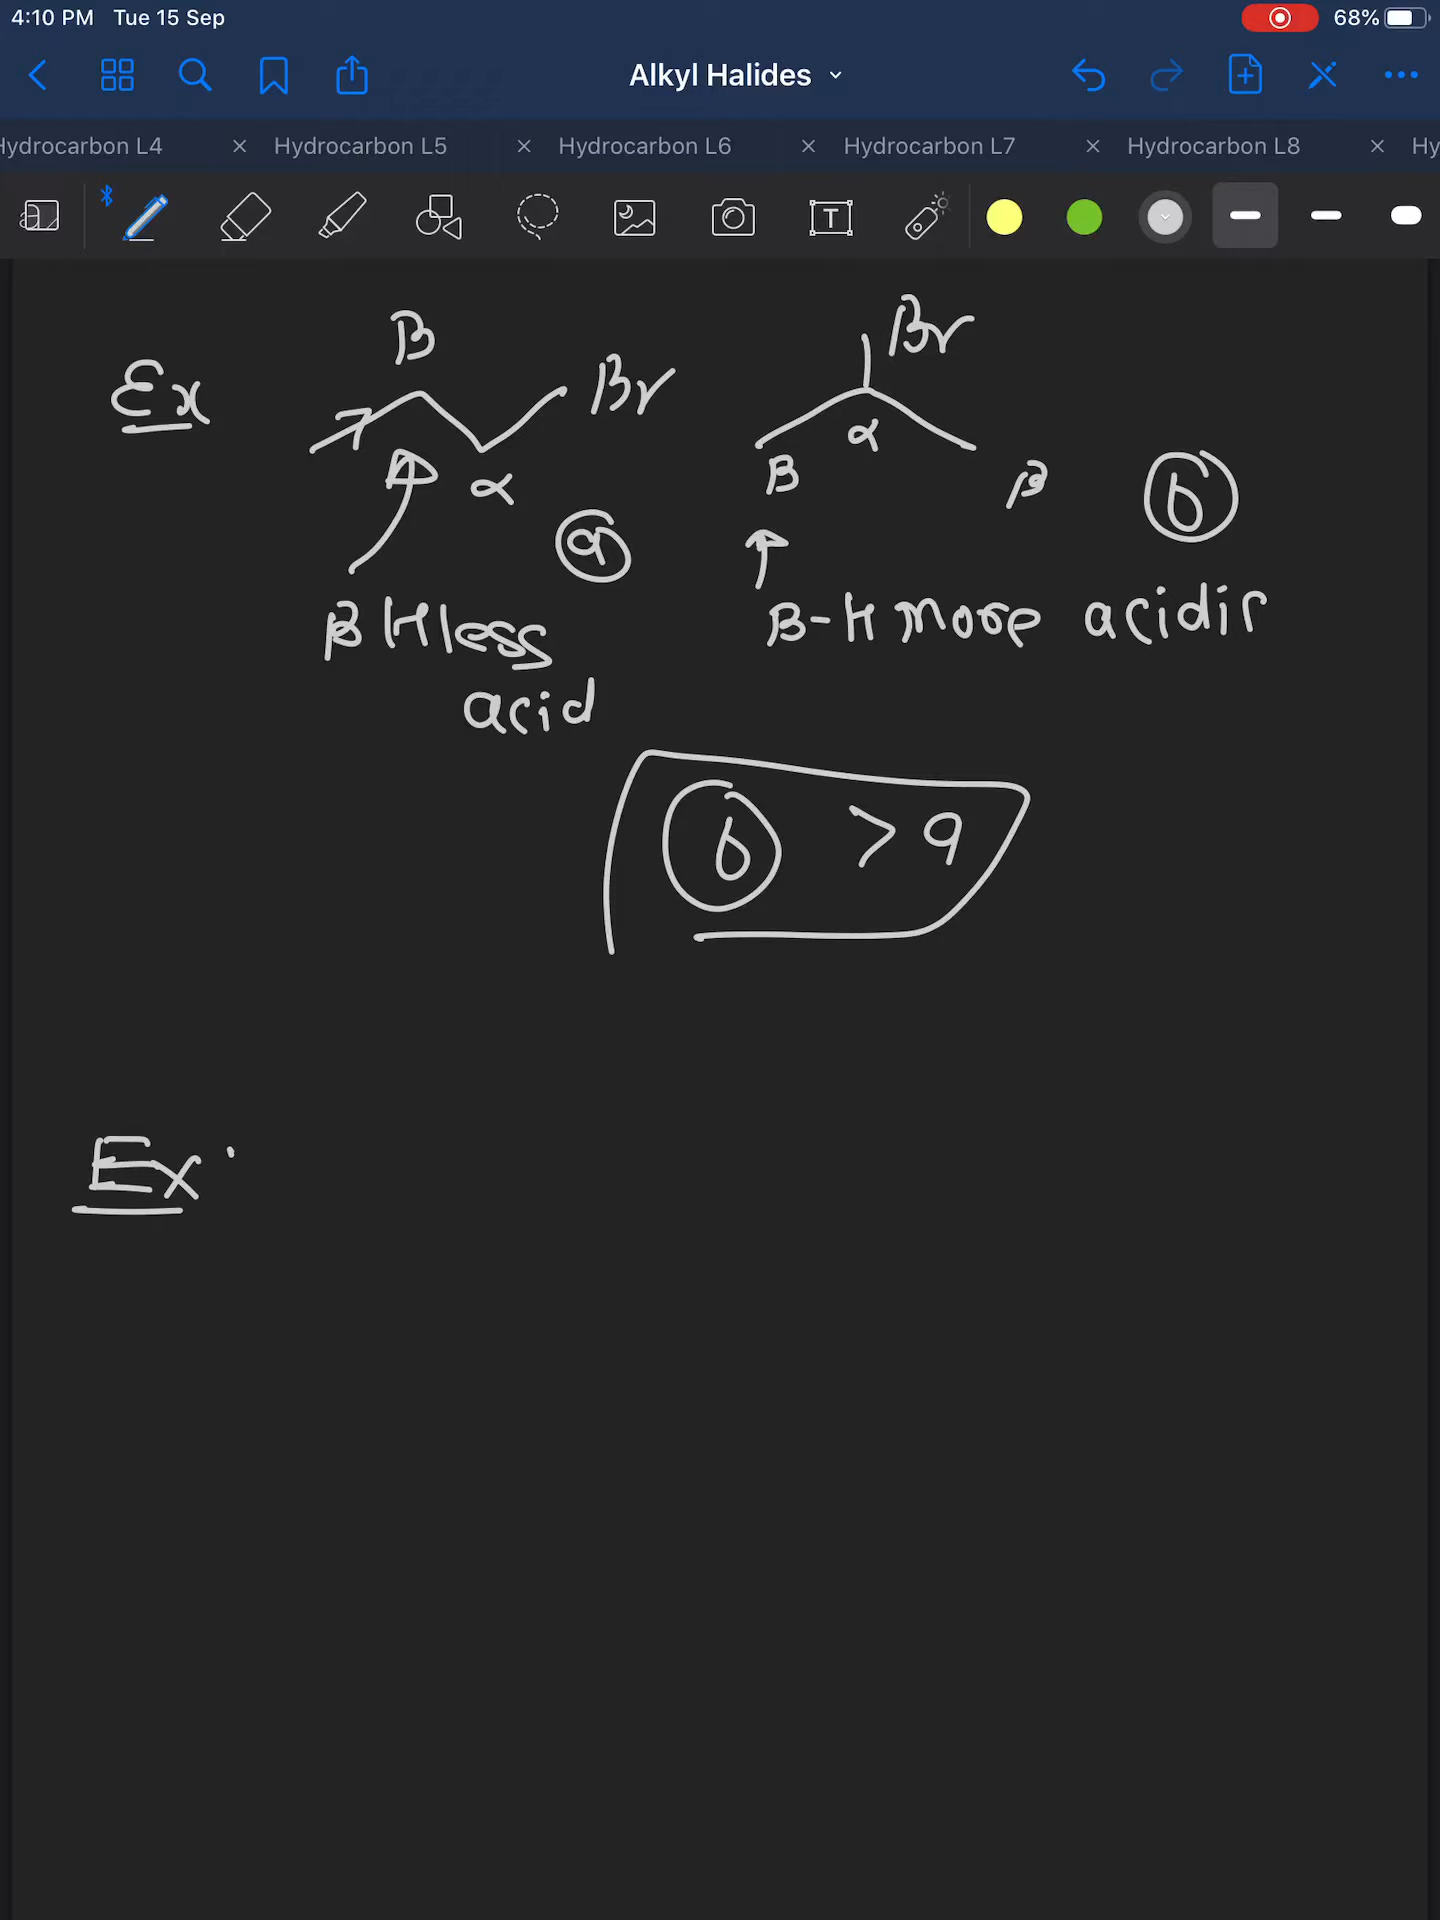 4:10 PM Tue 15 Sep 68%
Alkyl Halides
Hydrocarbon L4 × Hydrocarbon L5 × Hydrocarbon L6 × Hydrocarbon L7 × Hydrocarbon L8 × Hy
a T
Ex β Br Br
α α
β β
a b
β H less β-H more acidic
acid
b > a
Ex